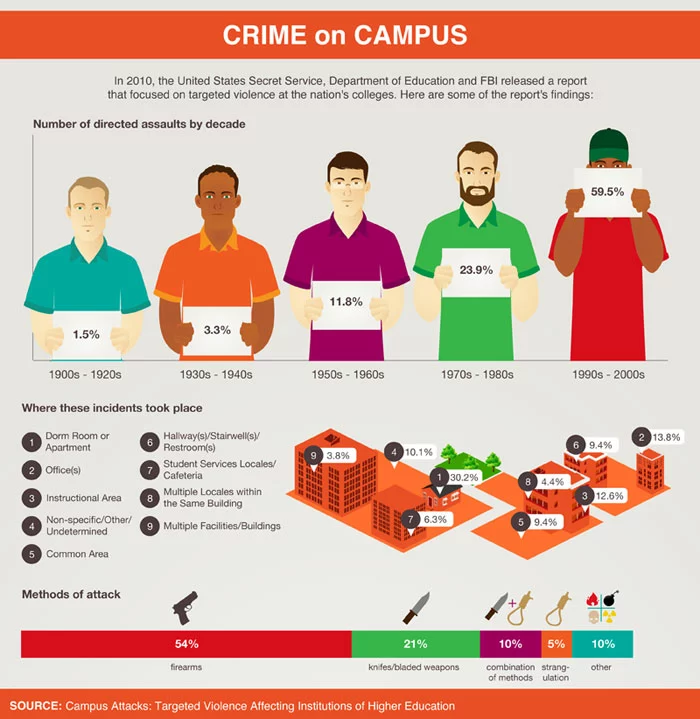 CRIME on CAMPUS
In 2010, the United States Secret Service, Department of Education and FBI released a report
that focused on targeted violence at the nation's colleges. Here are some of the report's findings:
Number of directed assaults by decade
1.5%
3.3%
11.8%
23.9%
59.5%
1900s - 1920s
1930s - 1940s
1950s - 1960s
1970s - 1980s
1990s - 2000s
Where these incidents took place
1 Dorm Room or
Apartment
2 Office(s)
3 Instructional Area
4 Non-specific/Other/
Undetermined
5 Common Area
6 Hallway(s)/Stairwell(s)/
Restroom(s)
7 Student Services Locales/
Cafeteria
8 Multiple Locales within
the Same Building
9 Multiple Facilities/Buildings
9 3.8%
4 10.1%
1 30.2%
7 6.3%
6 9.4%
2 13.8%
8 4.4%
3 12.6%
5 9.4%
Methods of attack
+
54%
21%
10%
5%
10%
firearms
knifes/bladed weapons
combination
of methods
strang-
ulation
other
SOURCE: Campus Attacks: Targeted Violence Affecting Institutions of Higher Education